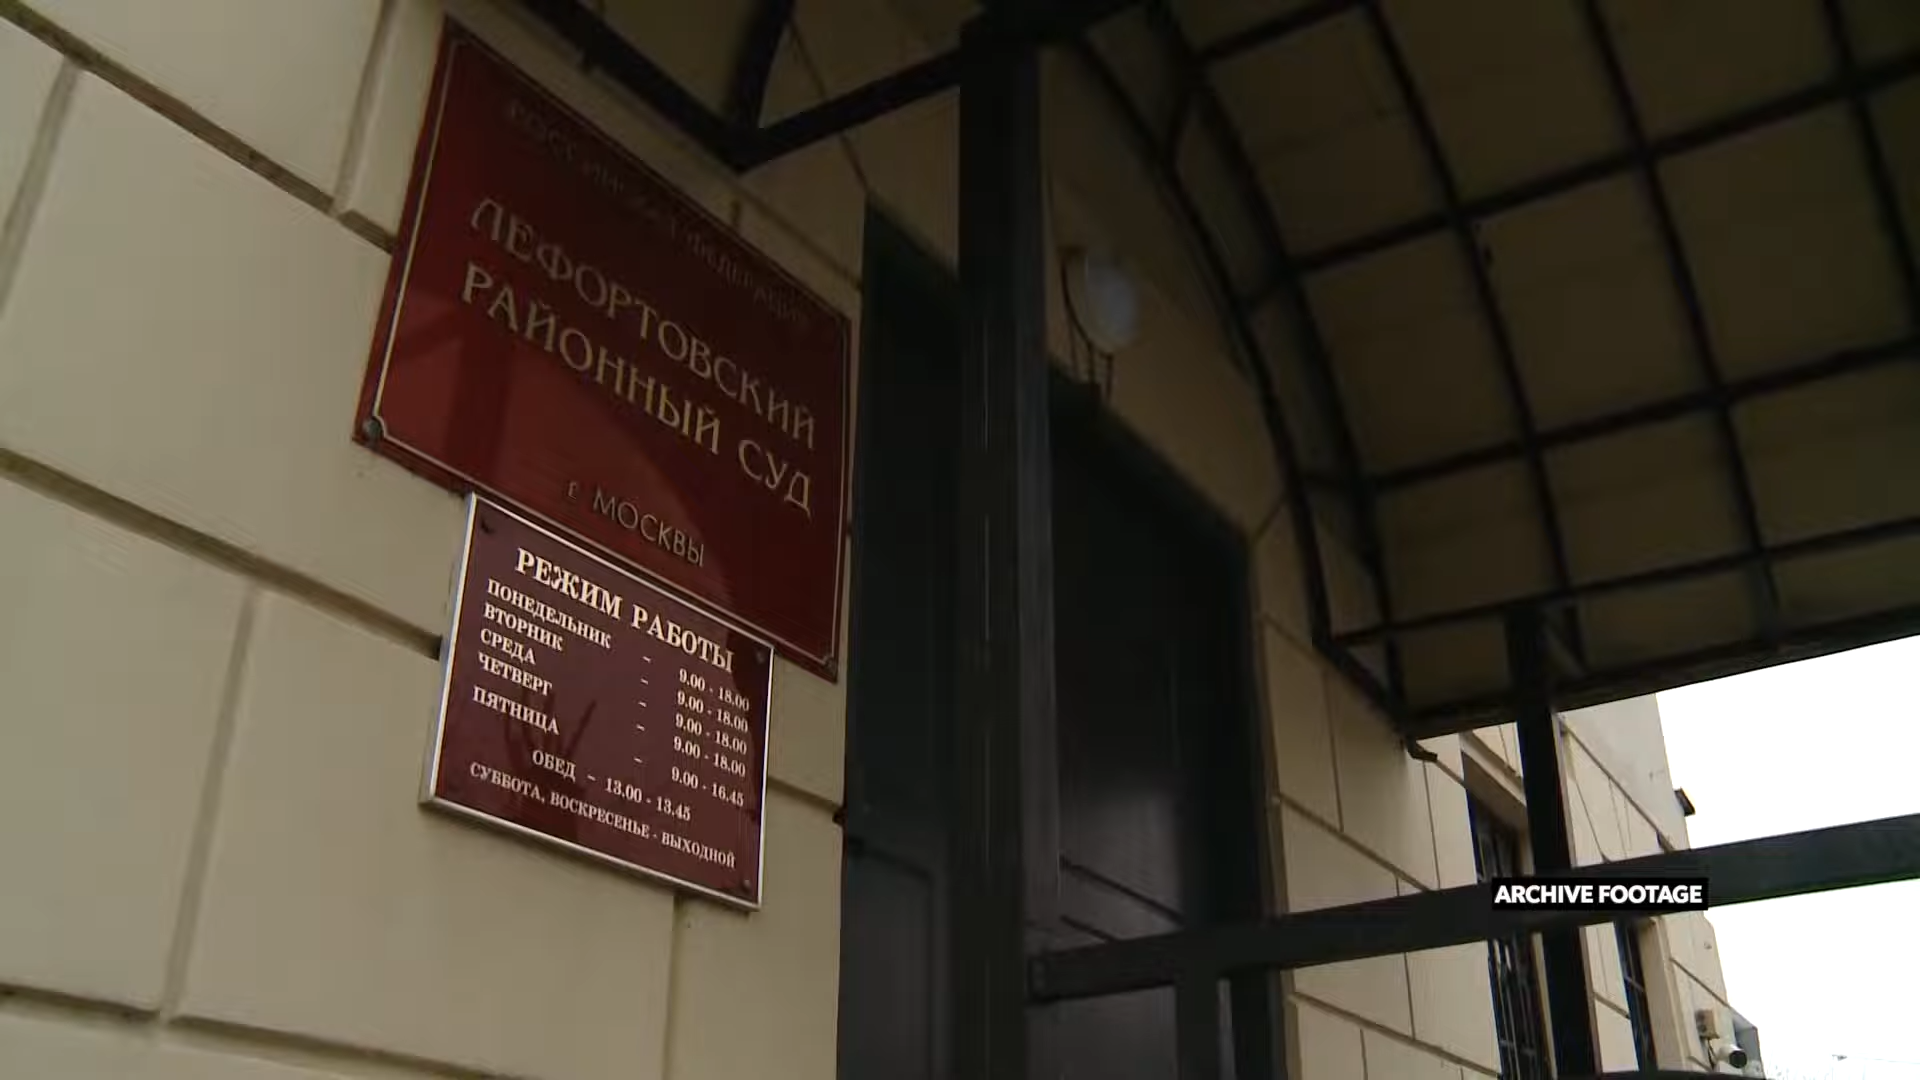 РОССИЙСКАЯ ФЕДЕРАЦИЯ
ЛЕФОРТОВСКИЙ
РАЙОННЫЙ СУД
г. МОСКВЫ
РЕЖИМ РАБОТЫ
ПОНЕДЕЛЬНИК - 9.00 - 18.00
ВТОРНИК - 9.00 - 18.00
СРЕДА - 9.00 - 18.00
ЧЕТВЕРГ - 9.00 - 18.00
ПЯТНИЦА - 9.00 - 16.45
ОБЕД - 13.00 - 13.45
СУББОТА, ВОСКРЕСЕНЬЕ - ВЫХОДНОЙ
ARCHIVE FOOTAGE